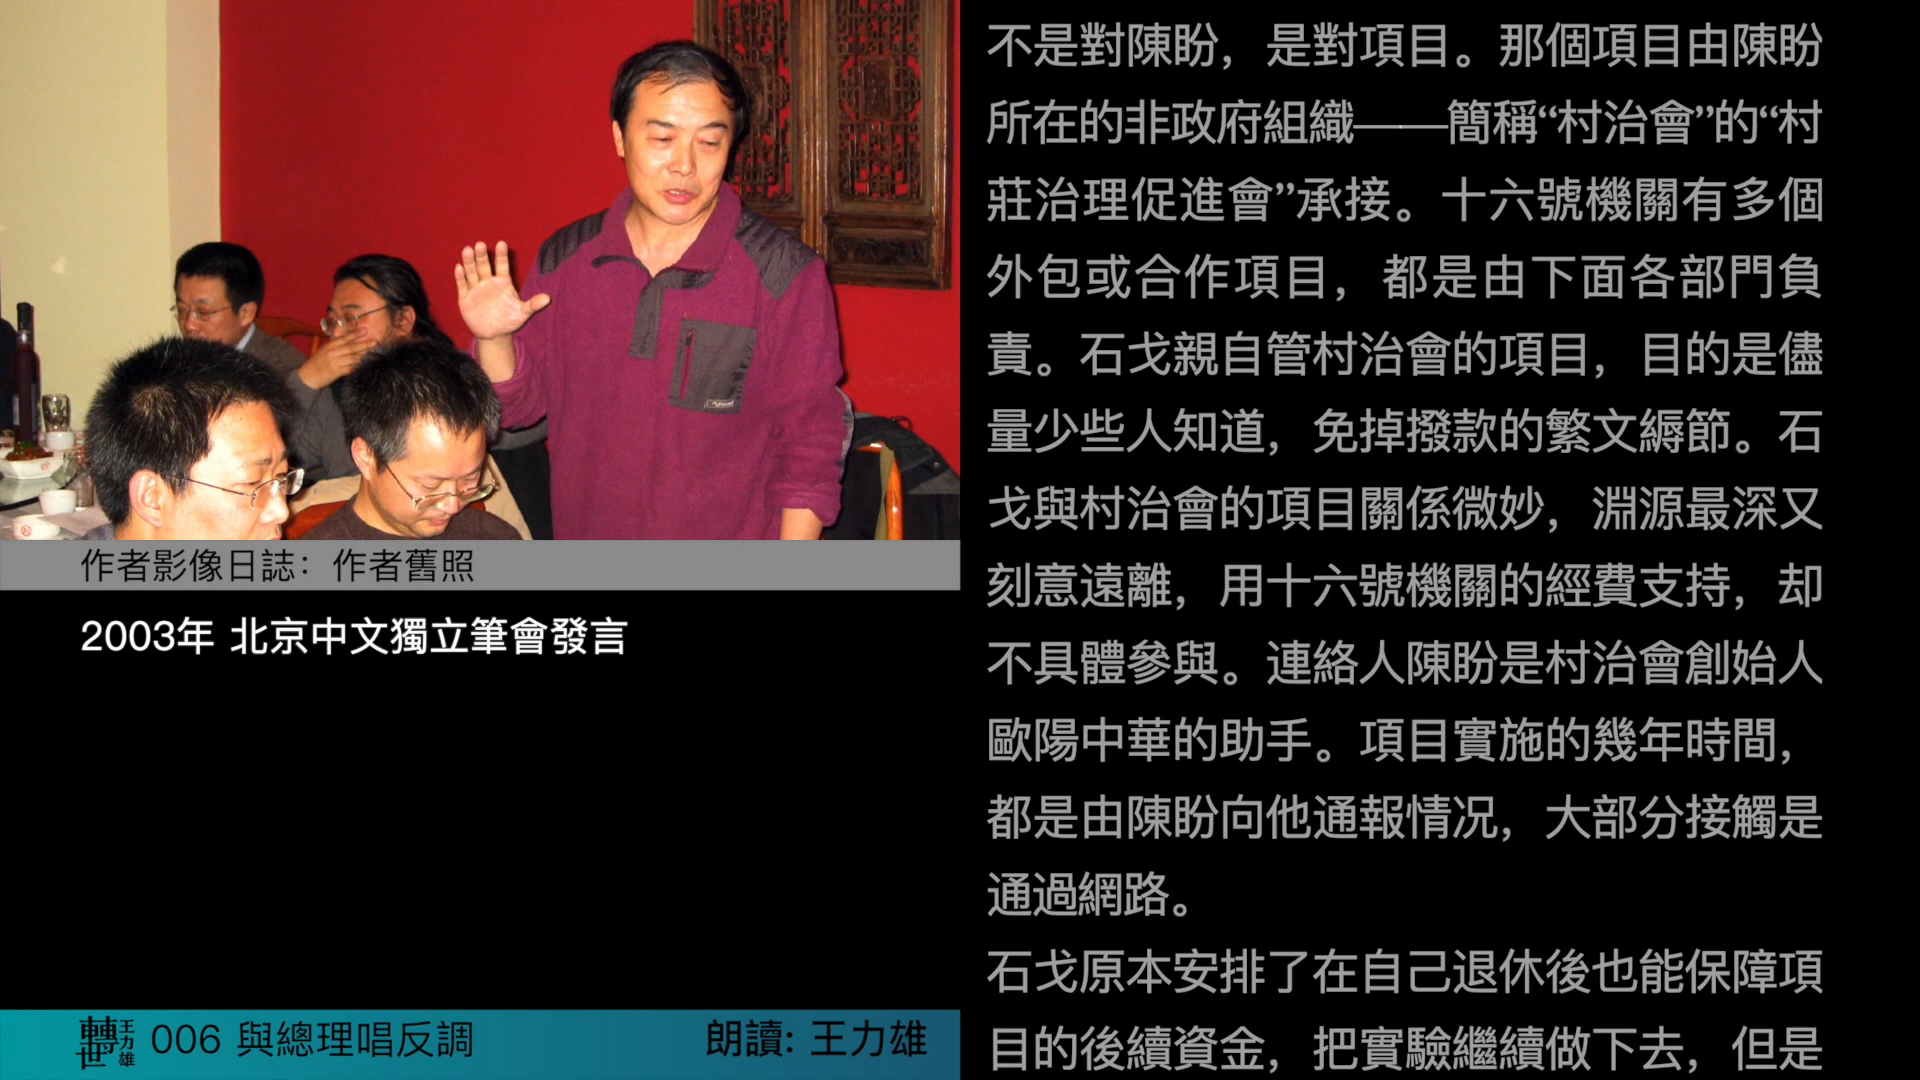 作者影像日誌：作者舊照
2003年 北京中文獨立筆會發言
轉世
王力雄
006 與總理唱反調
朗讀: 王力雄
不是對陳盼，是對項目。那個項目由陳盼
所在的非政府組織——簡稱“村治會”的“村
莊治理促進會”承接。十六號機關有多個
外包或合作項目，都是由下面各部門負
責。石戈親自管村治會的項目，目的是儘
量少些人知道，免掉撥款的繁文縟節。石
戈與村治會的項目關係微妙，淵源最深又
刻意遠離，用十六號機關的經費支持，却
不具體參與。連絡人陳盼是村治會創始人
歐陽中華的助手。項目實施的幾年時間，
都是由陳盼向他通報情况，大部分接觸是
通過網路。
石戈原本安排了在自己退休後也能保障項
目的後續資金，把實驗繼續做下去，但是